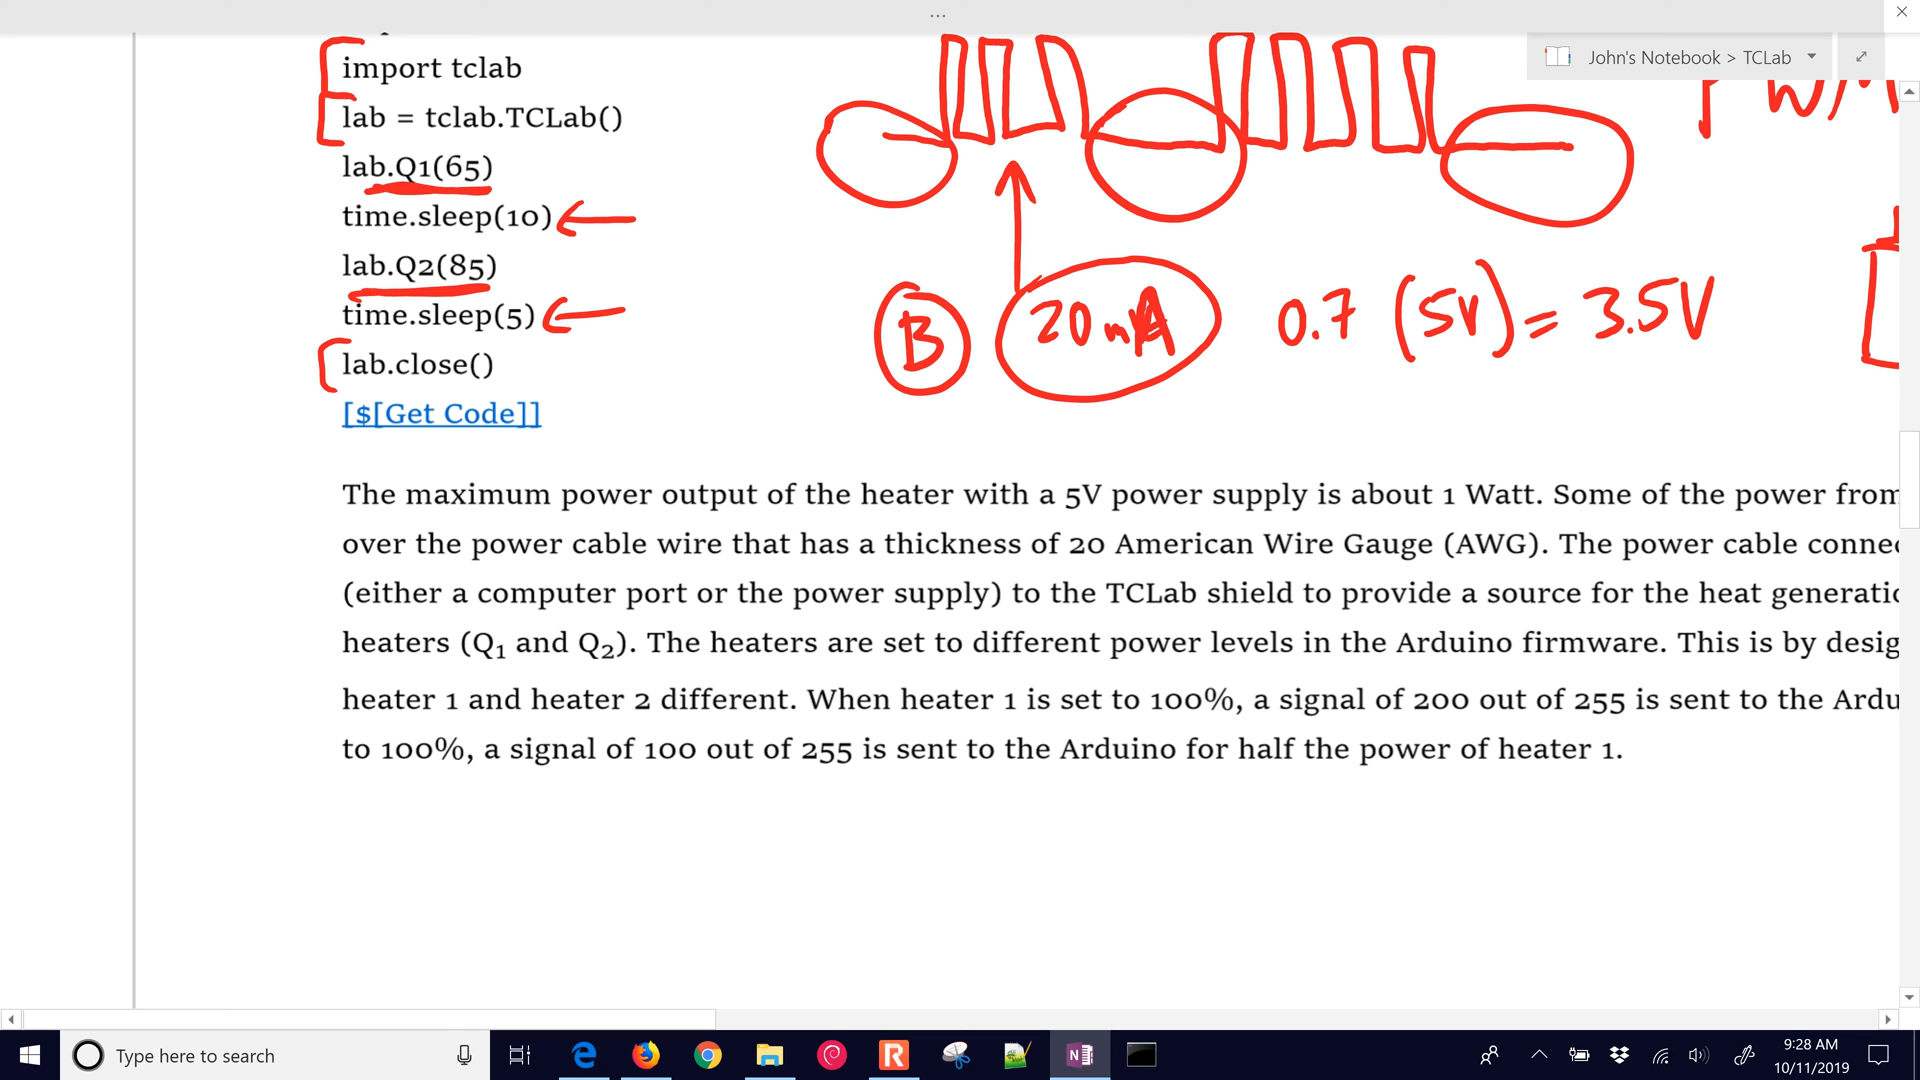 ...
John's Notebook > TCLab
import tclab
lab = tclab.TCLab()
lab.Q1(65)
time.sleep(10)
lab.Q2(85)
time.sleep(5)
lab.close()
[$[Get Code]]
B 20 mA 0.7 (5V) = 3.5V
The maximum power output of the heater with a 5V power supply is about 1 Watt. Some of the power from
over the power cable wire that has a thickness of 20 American Wire Gauge (AWG). The power cable connec
(either a computer port or the power supply) to the TCLab shield to provide a source for the heat generatio
heaters (Q1 and Q2). The heaters are set to different power levels in the Arduino firmware. This is by desig
heater 1 and heater 2 different. When heater 1 is set to 100%, a signal of 200 out of 255 is sent to the Ardu
to 100%, a signal of 100 out of 255 is sent to the Arduino for half the power of heater 1.
Type here to search
9:28 AM
10/11/2019